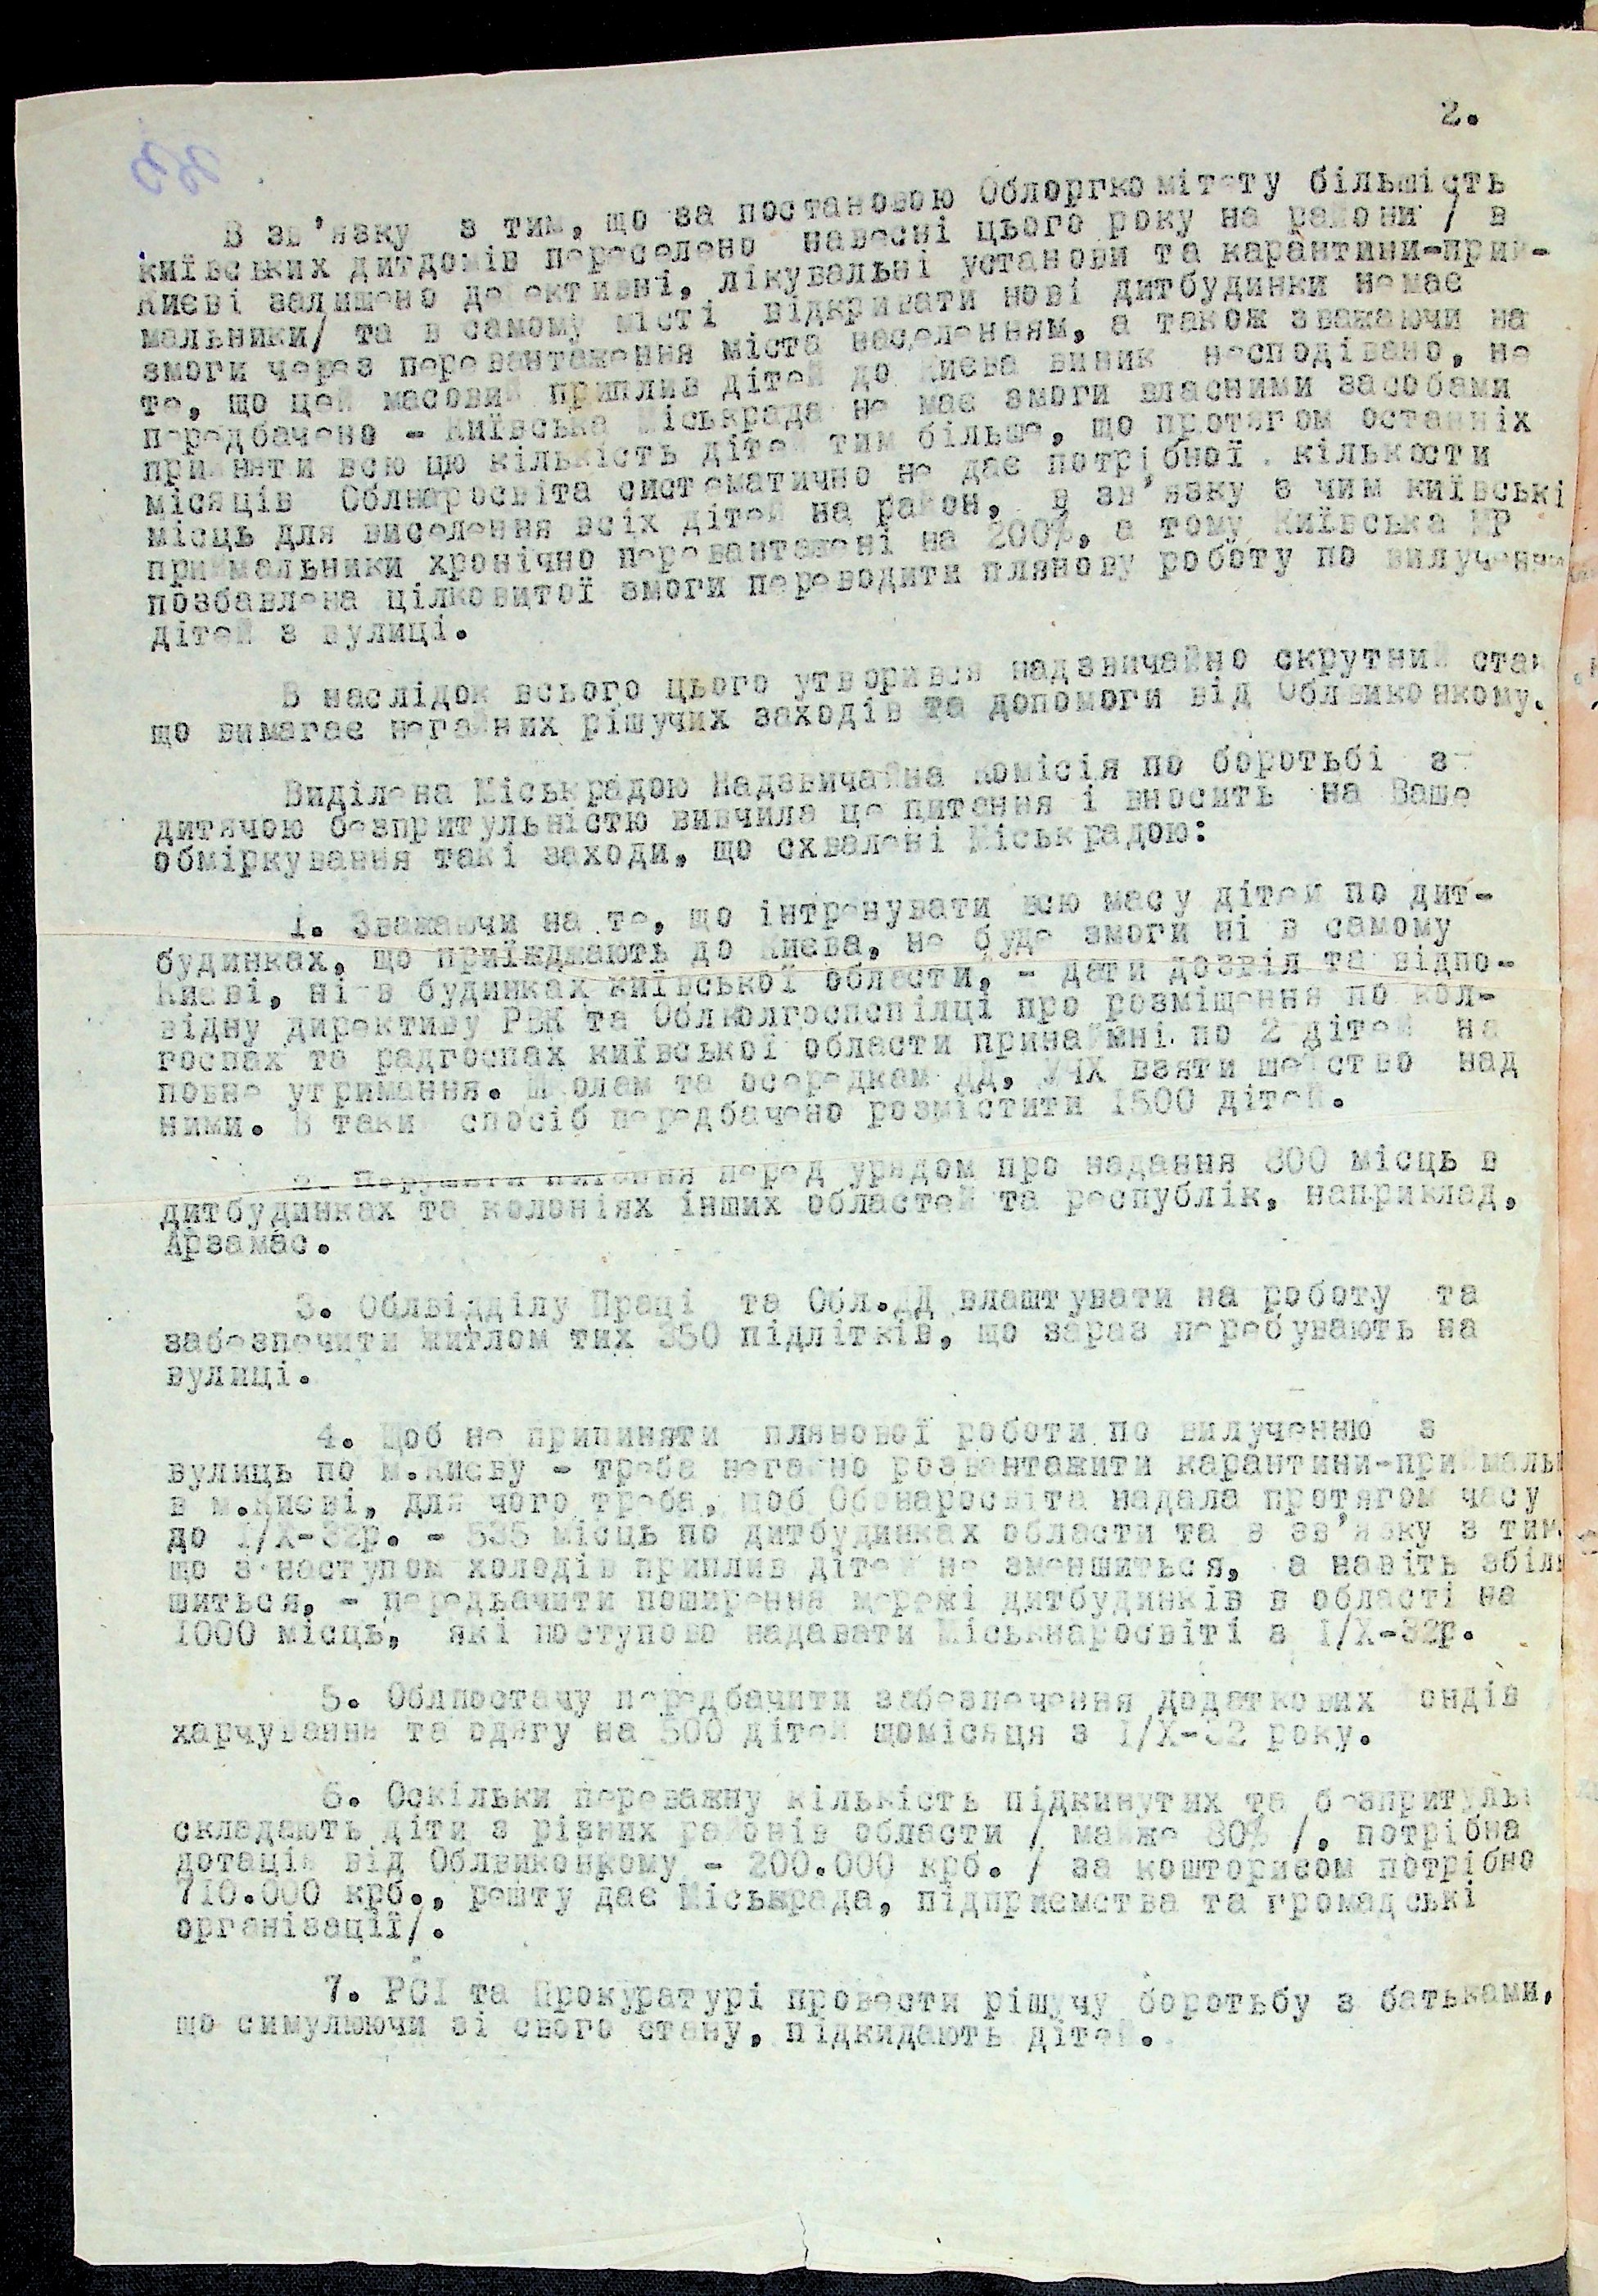 2.
В зв'язку з тим, що за постановою Облоргкомітету більшість
київських дитдомів переселено навесні цього року на райони / в
Києві залишено дефективні, лікувальні установи та карантини-прий-
мальники/ та в самому місті відкривати нові дитбудинки немає
змоги через перевантаження міста населенням, а також зважаючи на
те, що цей масовий приплив дітей до Києва виник несподівано, не
передбачено - Київська Міськрада не має змоги власними засобами
прийняти всю цю кількість дітей тим більше, що протягом останніх
місяців Облнаросвіта систематично не дає потрібної кількости
місць для виселення всіх дітей на район, в зв'язку з чим київські
приймальники хронічно перевантажені на 200%, а тому Київська МР
позбавлена цілковитої змоги переводити планову роботу по вилученню
дітей з вулиці.
В наслідок всього цього утворився надзвичайно скрутний стан,
що вимагає негайних рішучих заходів та допомоги від Облвиконкому.
Виділена Міськрадою Надзвичайна Комісія по боротьбі з
дитячою безпритульністю вивчила це питання і вносить на Ваше
обміркування такі заходи, що схвалені Міськрадою:
1. Зважаючи на те, що інтренувати всю масу дітей по дит-
будинках, що приїжджають до Києва, не буде змоги ні в самому
Києві, ні в будинках київської области, - дати дозвіл та відпо-
відну директиву РВК та Облколгоспспілці про розміщення по кол-
госпах та радгоспах київської области принаймні по 2 дітей на
повне утримання. Школам та осередкам ДД, УЧХ взяти шефство над
ними. В такий спосіб передбачено розмістити 1500 дітей.
2. Порушити питання перед урядом про надання 800 місць в
дитбудинках та колоніях інших областей та республік, наприклад,
Арзамас.
3. Облвідділу Праці та Обл.ДД влаштувати на роботу та
забезпечити житлом тих 350 підлітків, що зараз перебувають на
вулиці.
4. Щоб не припиняти планової роботи по вилученню з
вулиць по м.Києву - треба негайно розвантажити карантини-приймаль
в м.Києві, для чого треба, щоб Облнаросвіта надала протягом часу
до 1/Х-32р. - 535 місць по дитбудинках области та в зв'язку з тим
що з наступом холодів приплив дітей не зменшиться, а навіть збіль
шиться, - передбачити поширення мережі дитбудинків в області на
1000 місць, які поступово надавати Міськнаросвіті з 1/Х-32р.
5. Облпостачу передбачити забезпечення додаткових фондів
харчування та одягу на 500 дітей щомісяця з 1/Х-32 року.
6. Оскільки переважну кількість підкинутих та безпритуль
складають діти з різних районів области / майже 80% /, потрібна
дотація від Облвиконкому - 200.000 крб. / за кошторисом потрібно
710.000 крб., решту дає Міськрада, підприємства та громадські
організації/.
7. РСІ та Прокуратурі провести рішучу боротьбу з батьками,
що симулюючи зі свого стану, підкидають дітей.